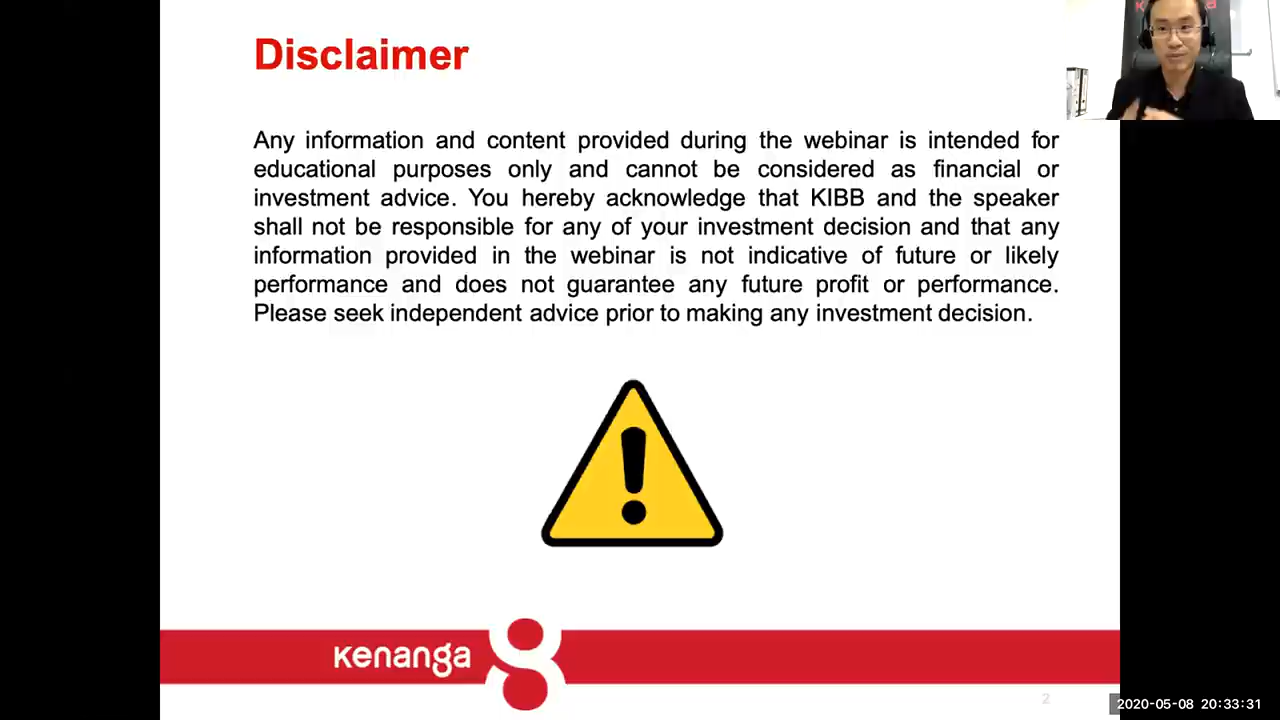 Disclaimer
Any information and content provided during the webinar is intended for
educational purposes only and cannot be considered as financial or
investment advice. You hereby acknowledge that KIBB and the speaker
shall not be responsible for any of your investment decision and that any
information provided in the webinar is not indicative of future or likely
performance and does not guarantee any future profit or performance.
Please seek independent advice prior to making any investment decision.
kenanga
2
2020-05-08 20:33:31